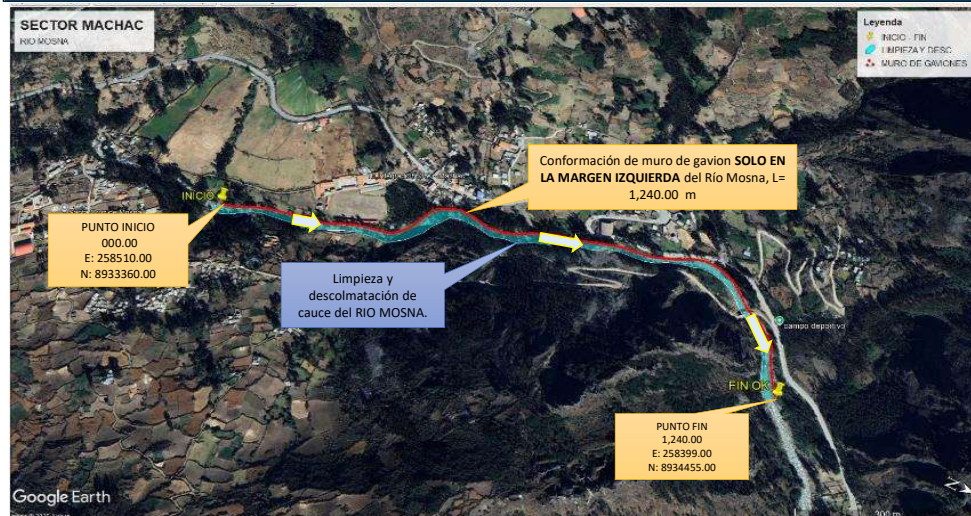 SECTOR MACHAC
RIO MOSNA
Leyenda
INICIO - FIN
LIMPIEZA Y DESC
MURO DE GAVIONES
Conformación de muro de gavion SOLO EN
LA MARGEN IZQUIERDA del Río Mosna, L=
1,240.00 m
INICIO
PUNTO INICIO
000.00
E: 258510.00
N: 8933360.00
Limpieza y
descolmatación de
cauce del RIO MOSNA.
campo deportivo
FIN OK
PUNTO FIN
1,240.00
E: 258399.00
N: 8934455.00
Google Earth
300 m